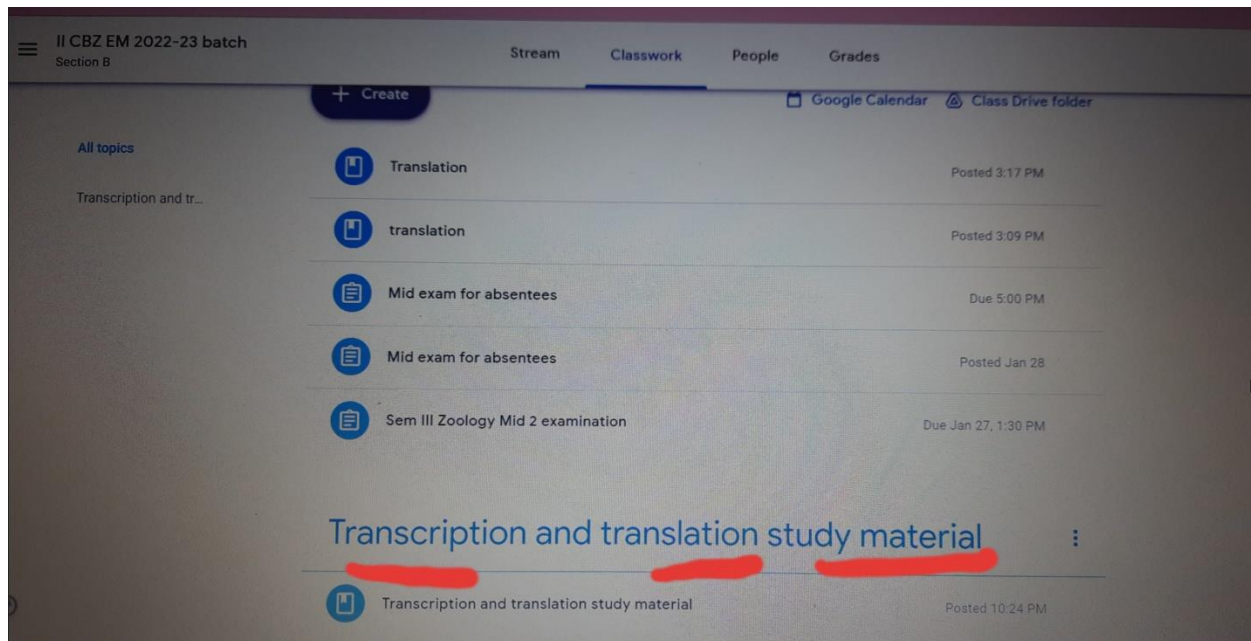 II CBZ EM 2022-23 batch
Section B
Stream Classwork People Grades
+ Create
Google Calendar Class Drive folder
All topics
Transcription and tr...
Translation Posted 3:17 PM
translation Posted 3:09 PM
Mid exam for absentees Due 5:00 PM
Mid exam for absentees Posted Jan 28
Sem III Zoology Mid 2 examination Due Jan 27, 1:30 PM
Transcription and translation study material
Transcription and translation study material Posted 10:24 PM